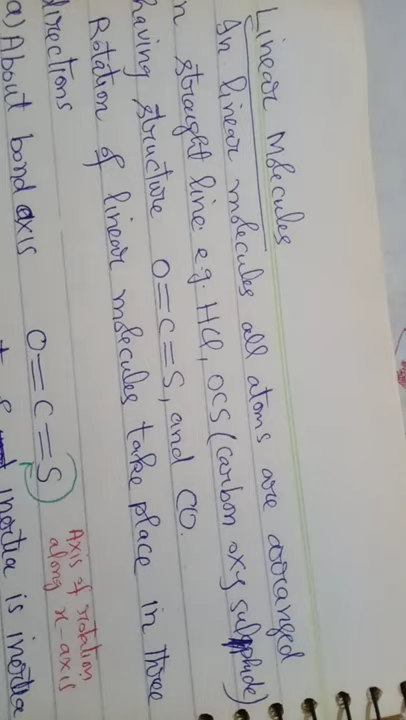 Linear Molecules
In linear molecules all atoms are arranged
n straight line. e.g. HCl, OCS (Carbon oxy sulphide)
having structure O=C=S, and CO.
Rotation of linear molecules take place in three
directions
a) About bond axis O=C=S
Axis of rotation
along x-axis
inertia is inertia